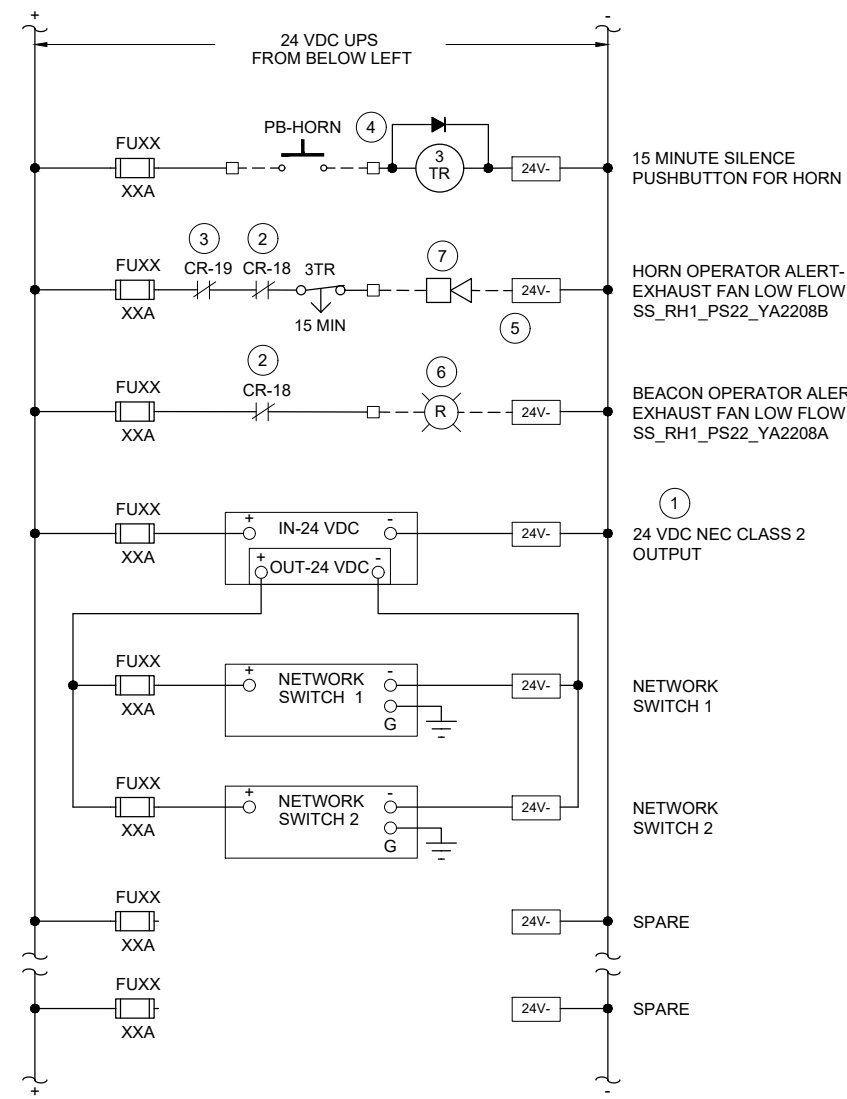 + -
24 VDC UPS
FROM BELOW LEFT
PB-HORN 4
FUXX
3
TR
24V-
XXA
15 MINUTE SILENCE
PUSHBUTTON FOR HORN
3 2 7
FUXX CR-19 CR-18 3TR
24V-
XXA 15 MIN 5
HORN OPERATOR ALERT-
EXHAUST FAN LOW FLOW
SS_RH1_PS22_YA2208B
2 6
FUXX CR-18
R 24V-
XXA
BEACON OPERATOR ALER
EXHAUST FAN LOW FLOW
SS_RH1_PS22_YA2208A
1
FUXX
+ IN-24 VDC - 24V-
XXA
+ OUT-24 VDC -
24 VDC NEC CLASS 2
OUTPUT
FUXX
+ NETWORK - 24V-
SWITCH 1
XXA G
NETWORK
SWITCH 1
FUXX
+ NETWORK - 24V-
SWITCH 2
XXA G
NETWORK
SWITCH 2
FUXX
24V- SPARE
XXA
FUXX
24V- SPARE
XXA
+ -